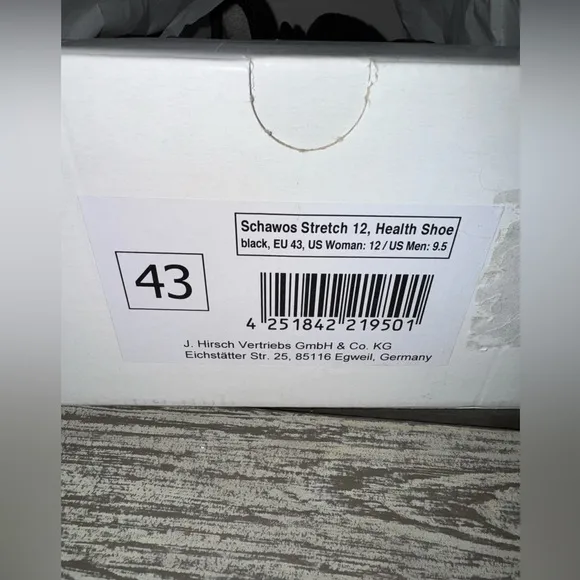 Schawos Stretch 12, Health Shoe
black, EU 43, US Woman: 12 / US Men: 9.5
43
4 251842 219501
J. Hirsch Vertriebs GmbH & Co. KG
Eichstätter Str. 25, 85116 Egweil, Germany